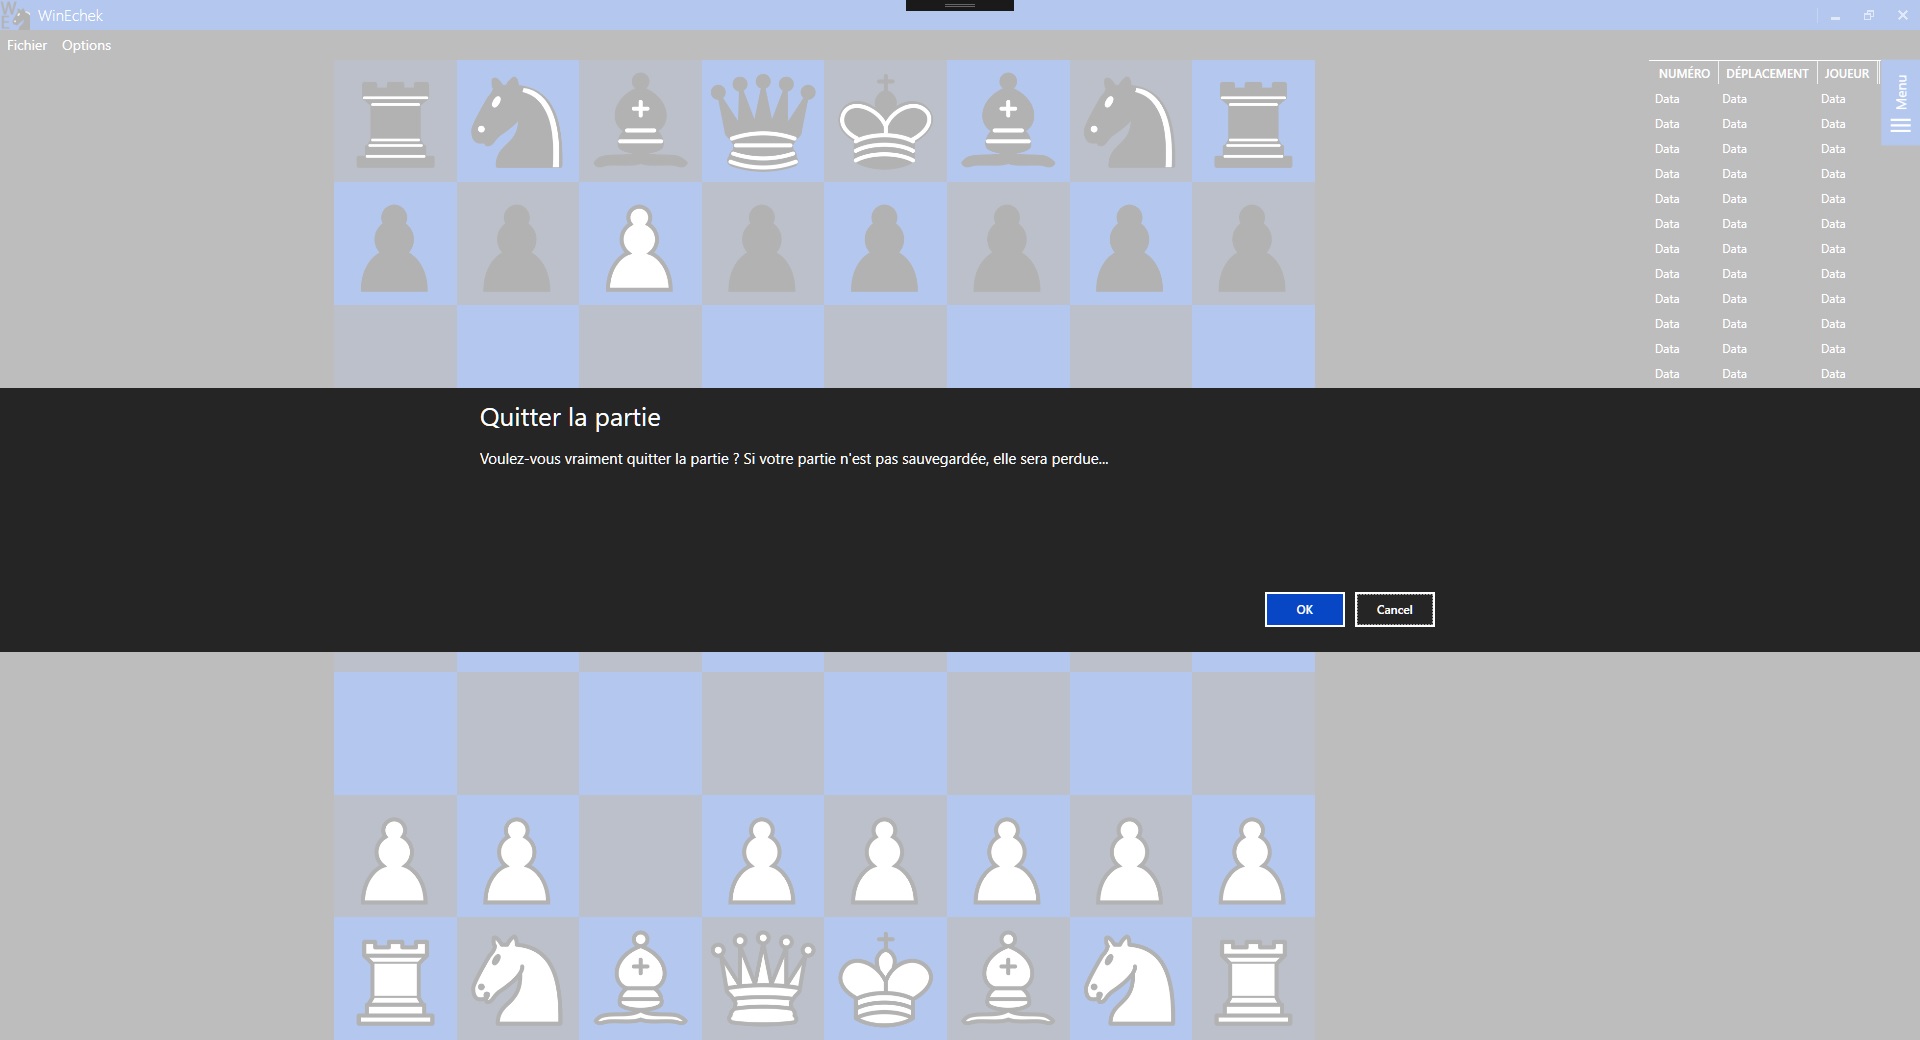 WE
WinEchek
Fichier Options
NUMÉRO DÉPLACEMENT JOUEUR
Menu
Data Data Data
Data Data Data
Data Data Data
Data Data Data
Data Data Data
Data Data Data
Data Data Data
Data Data Data
Data Data Data
Data Data Data
Data Data Data
Data Data Data
Quitter la partie
Voulez-vous vraiment quitter la partie ? Si votre partie n'est pas sauvegardée, elle sera perdue...
OK Cancel